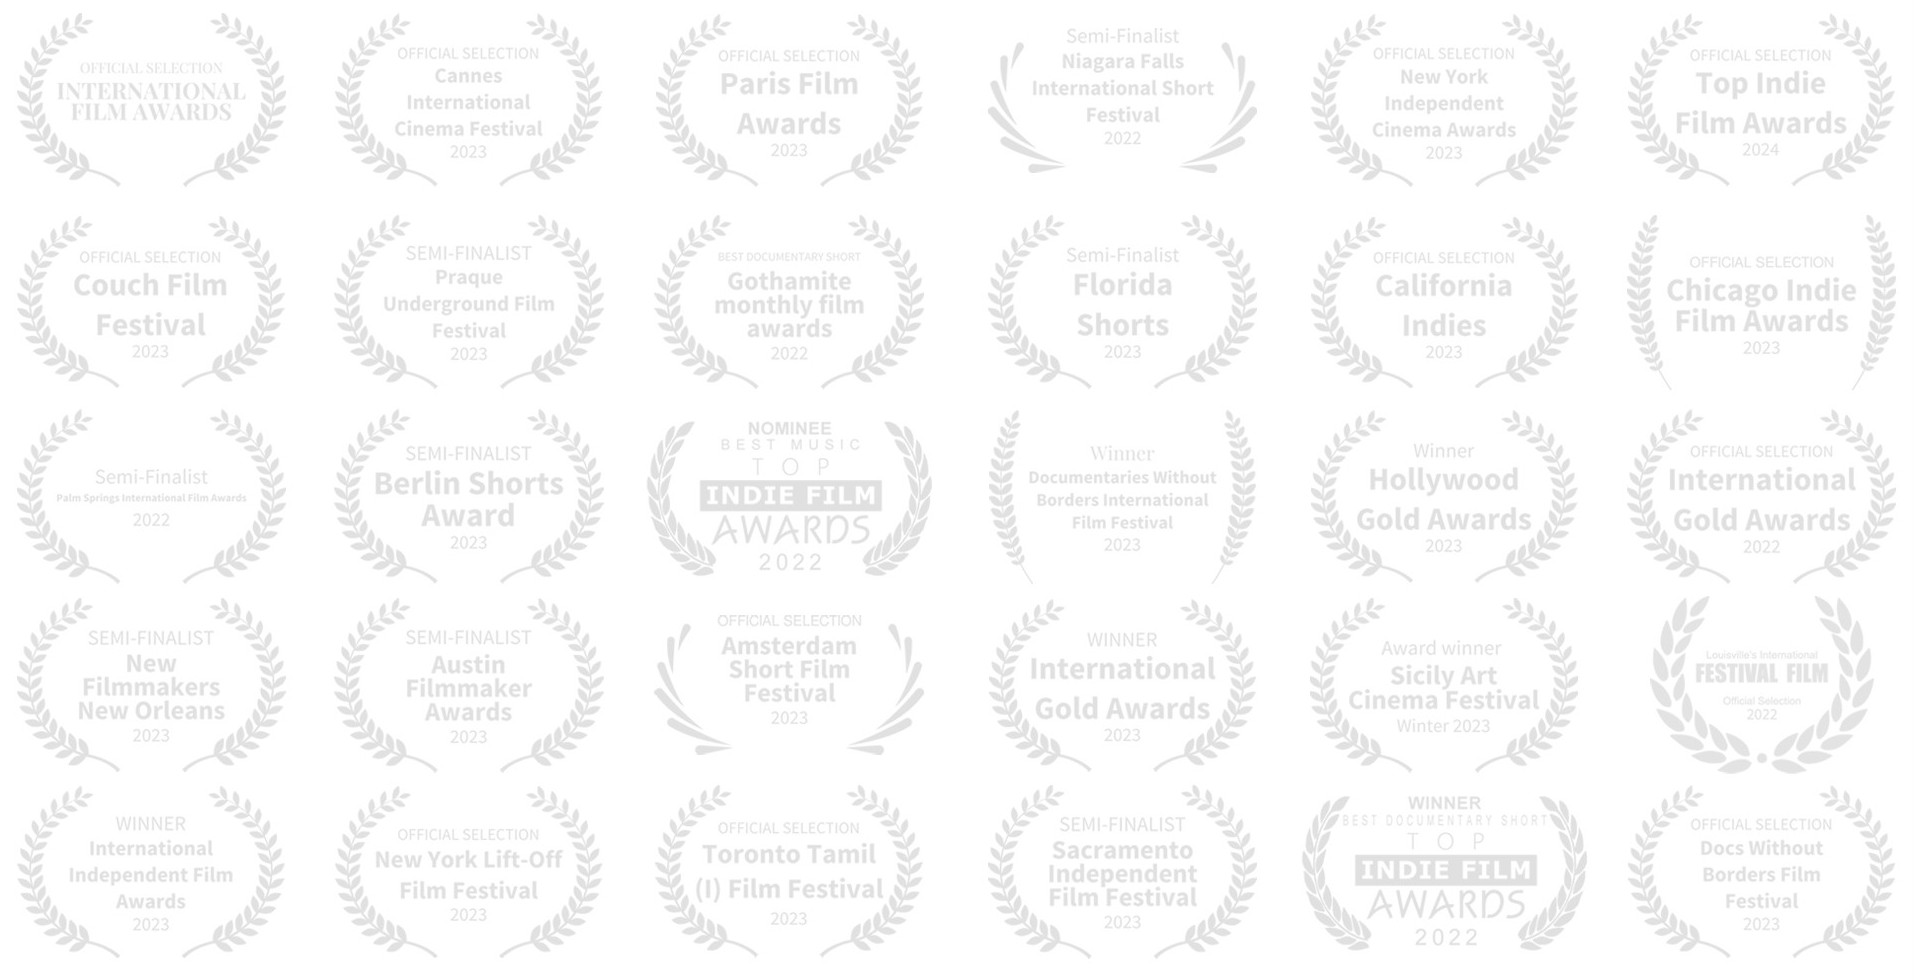 OFFICIAL SELECTION
INTERNATIONAL
FILM AWARDS
OFFICIAL SELECTION
Cannes
International
Cinema Festival
2023
OFFICIAL SELECTION
Paris Film
Awards
2023
Semi-Finalist
Niagara Falls
International Short
Festival
2022
OFFICIAL SELECTION
New York
Independent
Cinema Awards
2023
OFFICIAL SELECTION
Top Indie
Film Awards
2024
OFFICIAL SELECTION
Couch Film
Festival
2023
SEMI-FINALIST
Praque
Underground Film
Festival
2023
BEST DOCUMENTARY SHORT
Gothamite
monthly film
awards
2022
Semi-Finalist
Florida
Shorts
2023
OFFICIAL SELECTION
California
Indies
2023
OFFICIAL SELECTION
Chicago Indie
Film Awards
2023
Semi-Finalist
Palm Springs International Film Awards
2022
SEMI-FINALIST
Berlin Shorts
Award
2023
NOMINEE
BEST MUSIC
TOP
INDIE FILM
AWARDS
2022
Winner
Documentaries Without
Borders International
Film Festival
2023
Winner
Hollywood
Gold Awards
2023
OFFICIAL SELECTION
International
Gold Awards
2022
SEMI-FINALIST
New
Filmmakers
New Orleans
2023
SEMI-FINALIST
Austin
Filmmaker
Awards
2023
OFFICIAL SELECTION
Amsterdam
Short Film
Festival
2023
WINNER
International
Gold Awards
2023
Award winner
Sicily Art
Cinema Festival
Winter 2023
Louisville's International
FESTIVAL FILM
Official Selection
2022
WINNER
International
Independent Film
Awards
2023
OFFICIAL SELECTION
New York Lift-Off
Film Festival
2023
OFFICIAL SELECTION
Toronto Tamil
(I) Film Festival
2023
SEMI-FINALIST
Sacramento
Independent
Film Festival
2023
WINNER
BEST DOCUMENTARY SHORT
TOP
INDIE FILM
AWARDS
2022
OFFICIAL SELECTION
Docs Without
Borders Film
Festival
2023